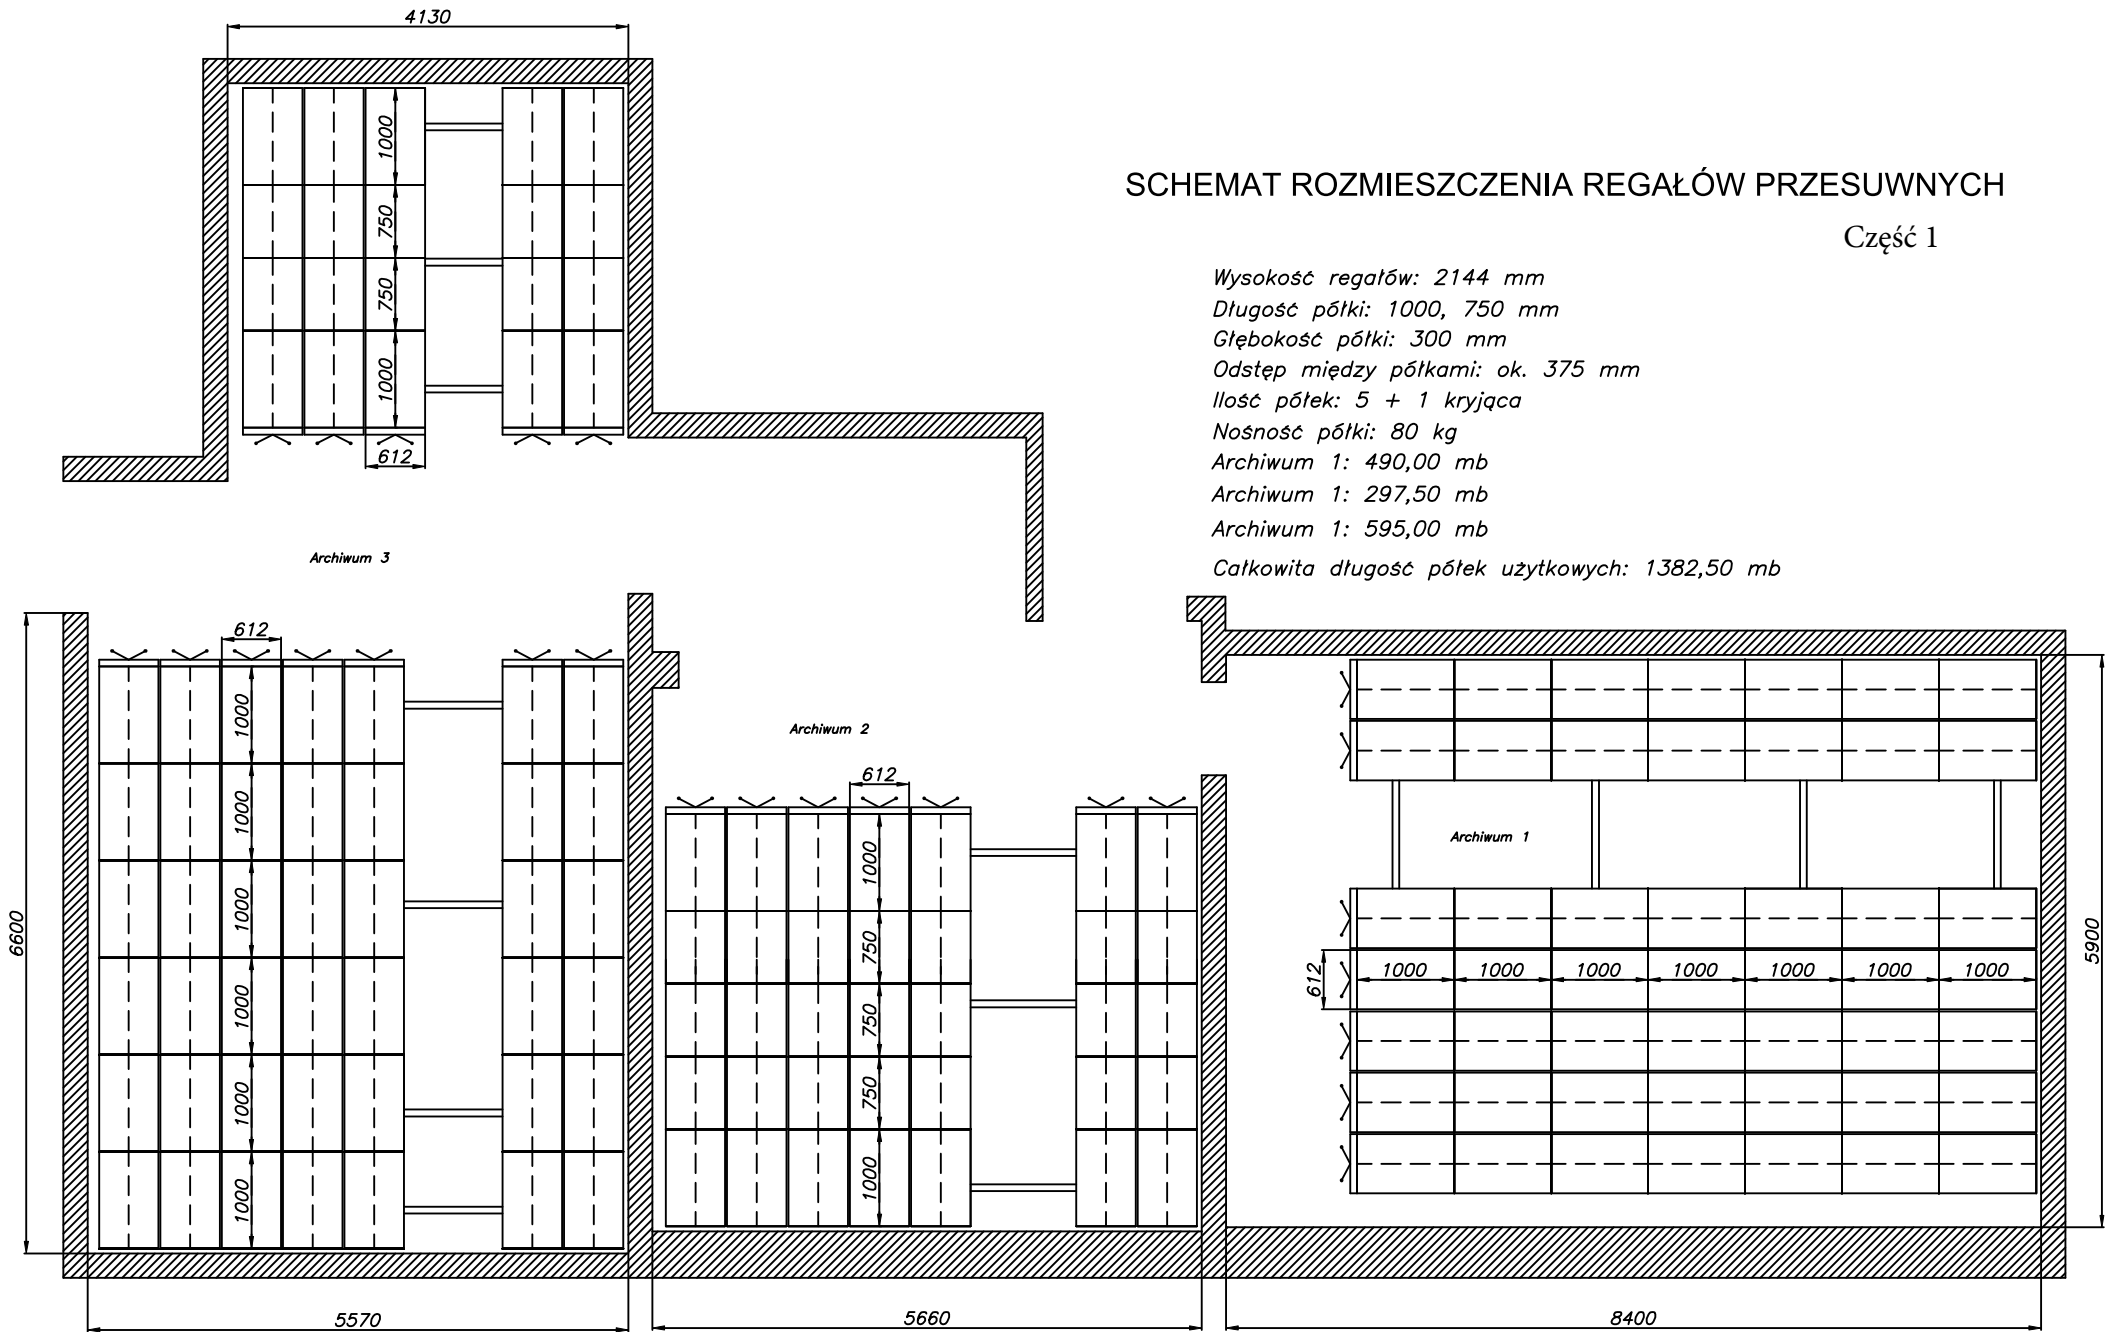 4130
1000
750
750
1000
612
SCHEMAT ROZMIESZCZENIA REGAŁÓW PRZESUWNYCH
Część 1
Wysokość regałów: 2144 mm
Długość półki: 1000, 750 mm
Głębokość półki: 300 mm
Odstęp między półkami: ok. 375 mm
Ilość półek: 5 + 1 kryjąca
Nośność półki: 80 kg
Archiwum 1: 490,00 mb
Archiwum 1: 297,50 mb
Archiwum 1: 595,00 mb
Całkowita długość półek użytkowych: 1382,50 mb
Archiwum 3
6600
612
1000
1000
1000
1000
1000
1000
5570
Archiwum 2
612
1000
750
750
750
1000
5660
Archiwum 1
612
1000 1000 1000 1000 1000 1000 1000
5900
8400